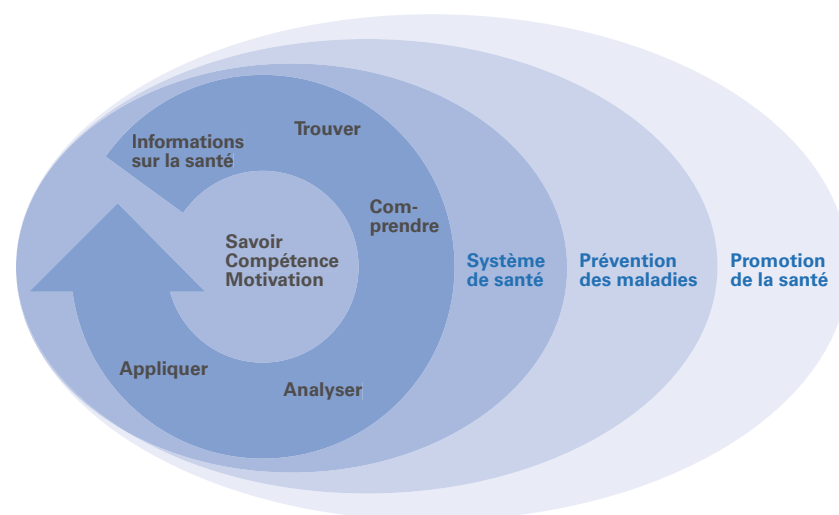 Informations
sur la santé
Trouver
Com-
prendre
Savoir
Compétence
Motivation
Analyser
Appliquer
Système
de santé
Prévention
des maladies
Promotion
de la santé